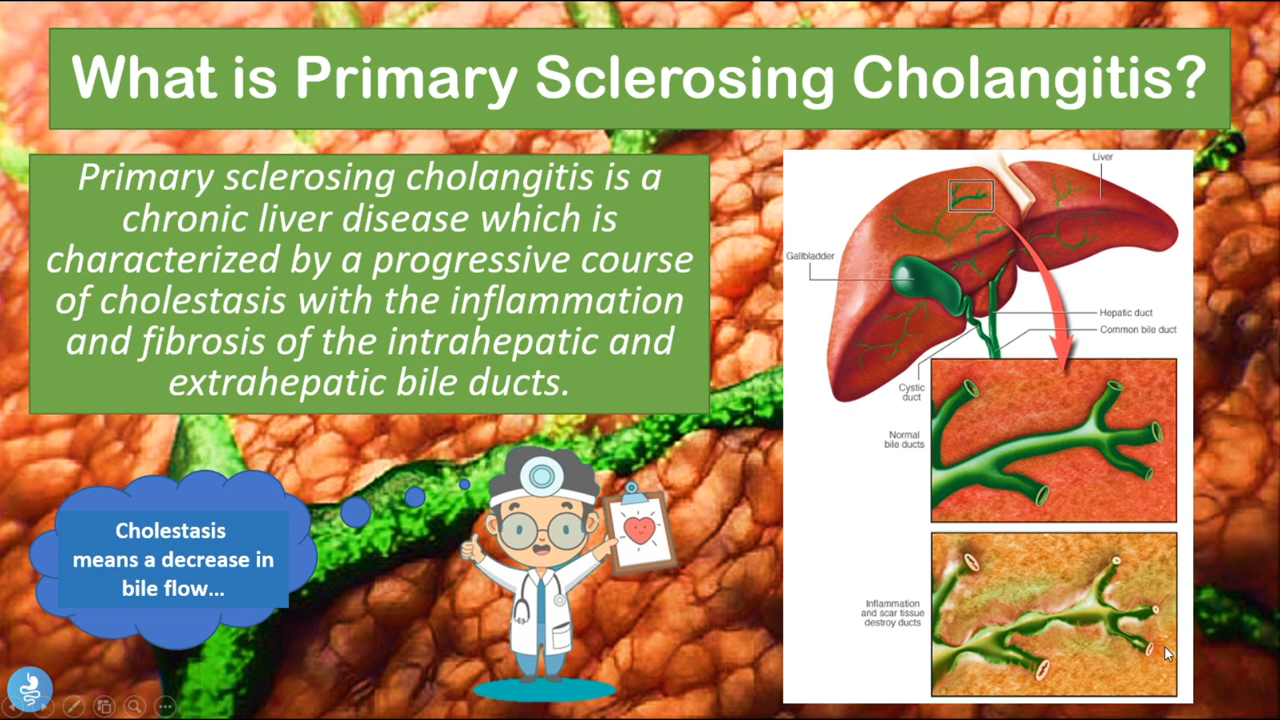 What is Primary Sclerosing Cholangitis?
Primary sclerosing cholangitis is a
chronic liver disease which is
characterized by a progressive course
of cholestasis with the inflammation
and fibrosis of the intrahepatic and
extrahepatic bile ducts.
Cholestasis
means a decrease in
bile flow...
Liver
Gallbladder
Hepatic duct
Common bile duct
Cystic
duct
Normal
bile ducts
Inflammation
and scar tissue
destroy ducts